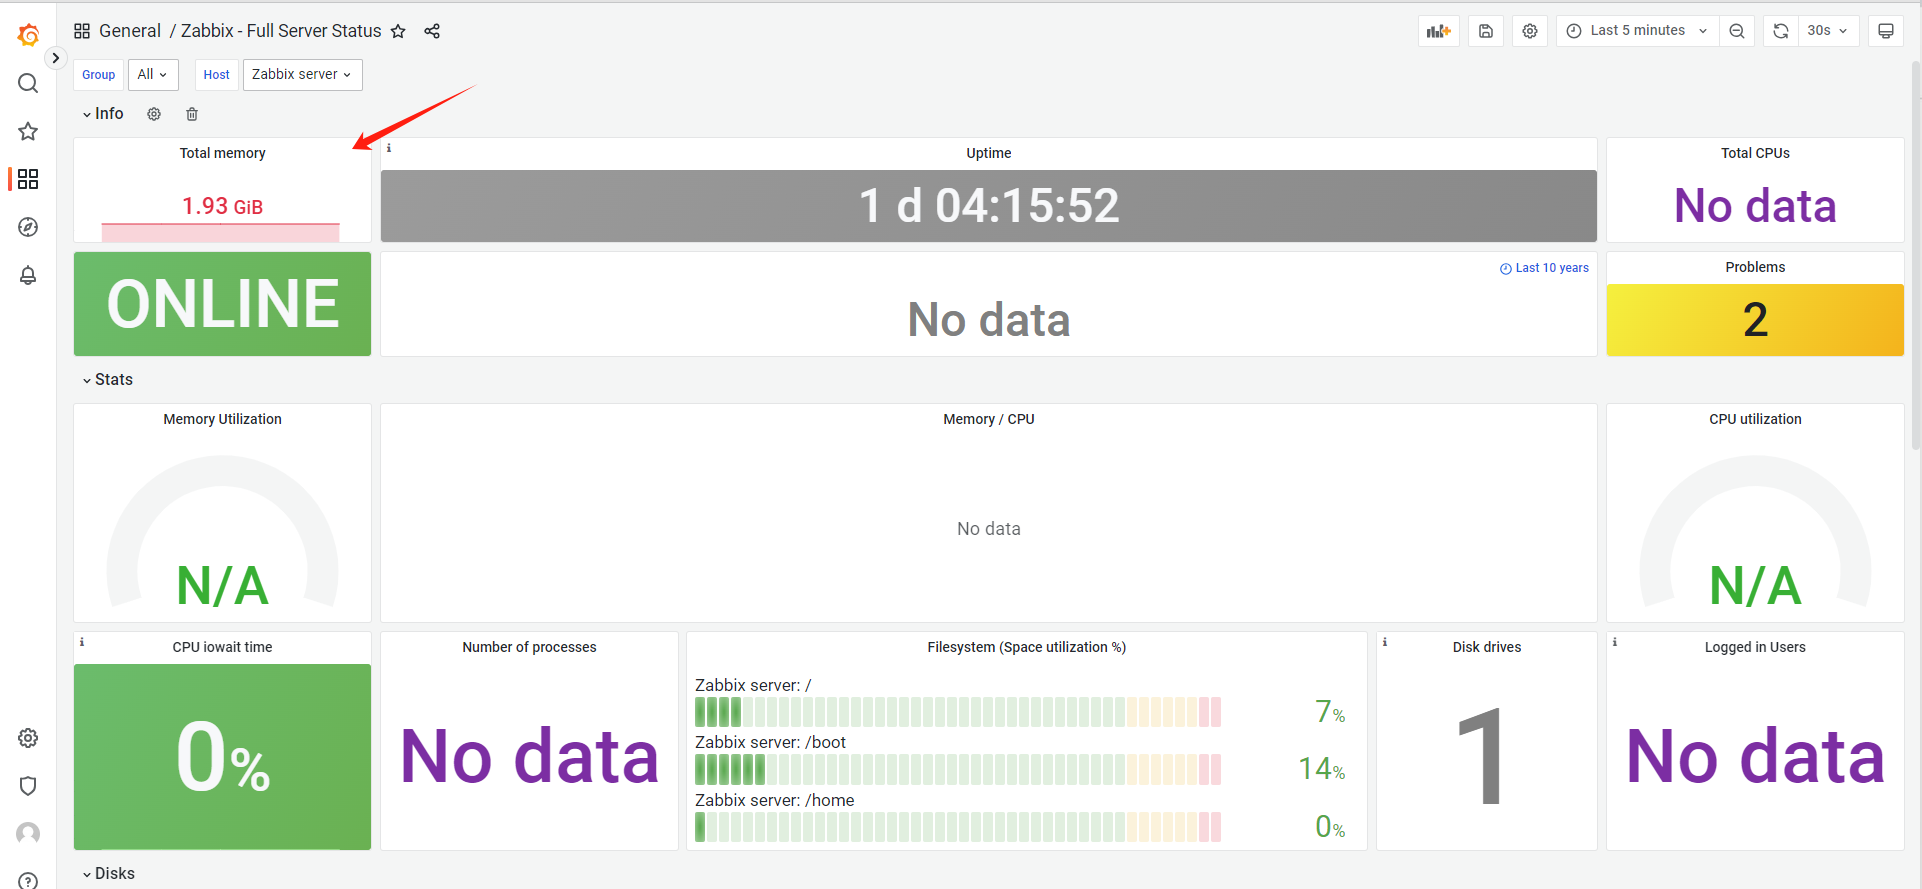 General / Zabbix - Full Server Status
Last 5 minutes
30s
Group
All
Host
Zabbix server
Info
Total memory
1.93 GiB
Uptime
1 d 04:15:52
Total CPUs
No data
ONLINE
Last 10 years
No data
Problems
2
Stats
Memory Utilization
N/A
Memory / CPU
No data
CPU utilization
N/A
CPU iowait time
0%
Number of processes
No data
Filesystem (Space utilization %)
Zabbix server: /
7%
Zabbix server: /boot
14%
Zabbix server: /home
0%
Disk drives
1
Logged in Users
No data
Disks